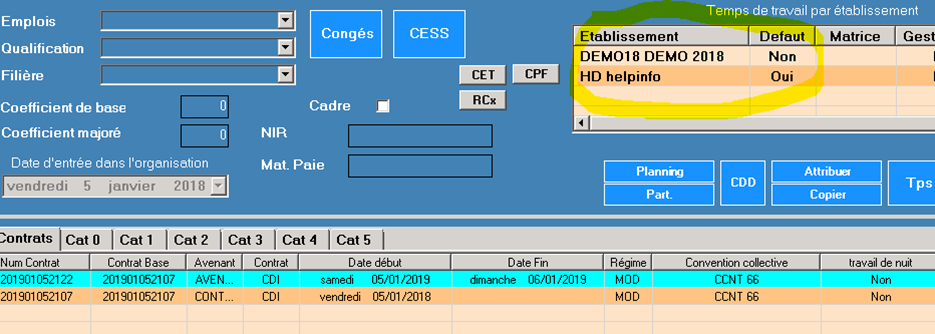 Temps de travail par établissement
Emplois
Congés
CESS
Etablissement Defaut Matrice Gest
Qualification
DEMO18 DEMO 2018 Non
Filière
HD helpinfo Oui
CET CPF
RCx
Coefficient de base 0
Cadre
Coefficient majoré 0
NIR
Date d'entrée dans l'organisation
Mat. Paie
vendredi 5 janvier 2018
Planning
Part.
CDD
Attribuer
Copier
Tps
Contrats Cat 0 Cat 1 Cat 2 Cat 3 Cat 4 Cat 5
Num Contrat Contrat Base Avenant Contrat Date début Date Fin Régime Convention collective travail de nuit
201901052122 201901052107 AVEN... CDI samedi 05/01/2019 dimanche 06/01/2019 MOD CCNT 66 Non
201901052107 201901052107 CONT... CDI vendredi 05/01/2018 MOD CCNT 66 Non